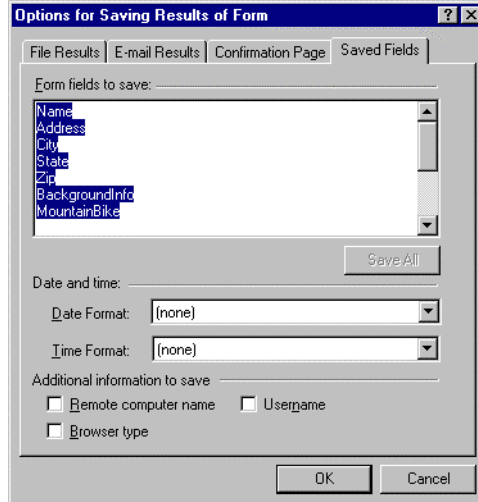 Options for Saving Results of Form
File Results E-mail Results Confirmation Page Saved Fields
Form fields to save:
Name
Address
City
State
Zip
BackgroundInfo
MountainBike
Save All
Date and time:
Date Format: (none)
Time Format: (none)
Additional information to save
Remote computer name Username
Browser type
OK Cancel